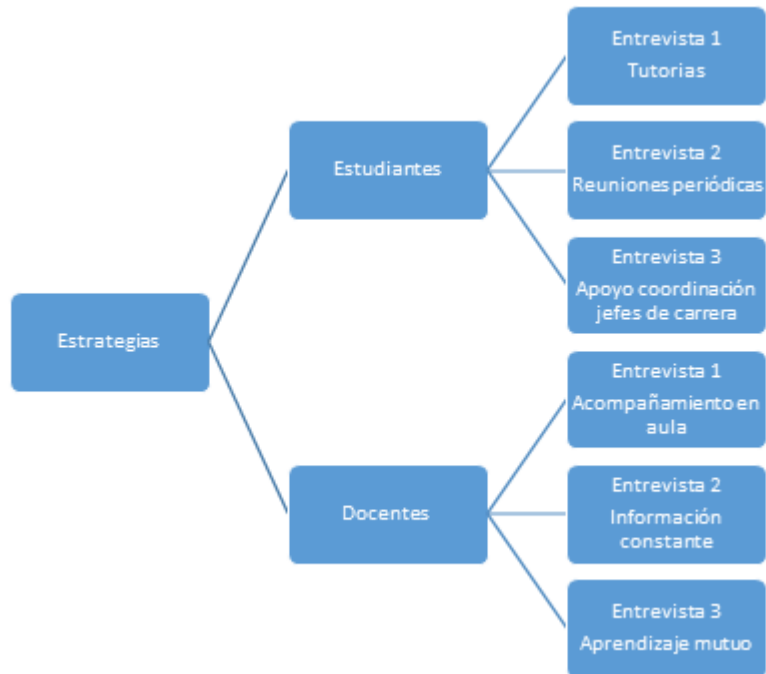 Estrategias
Estudiantes
Entrevista 1
Tutorias
Entrevista 2
Reuniones periódicas
Entrevista 3
Apoyo coordinación
jefes de carrera
Docentes
Entrevista 1
Acompañamiento en
aula
Entrevista 2
Información
constante
Entrevista 3
Aprendizaje mutuo